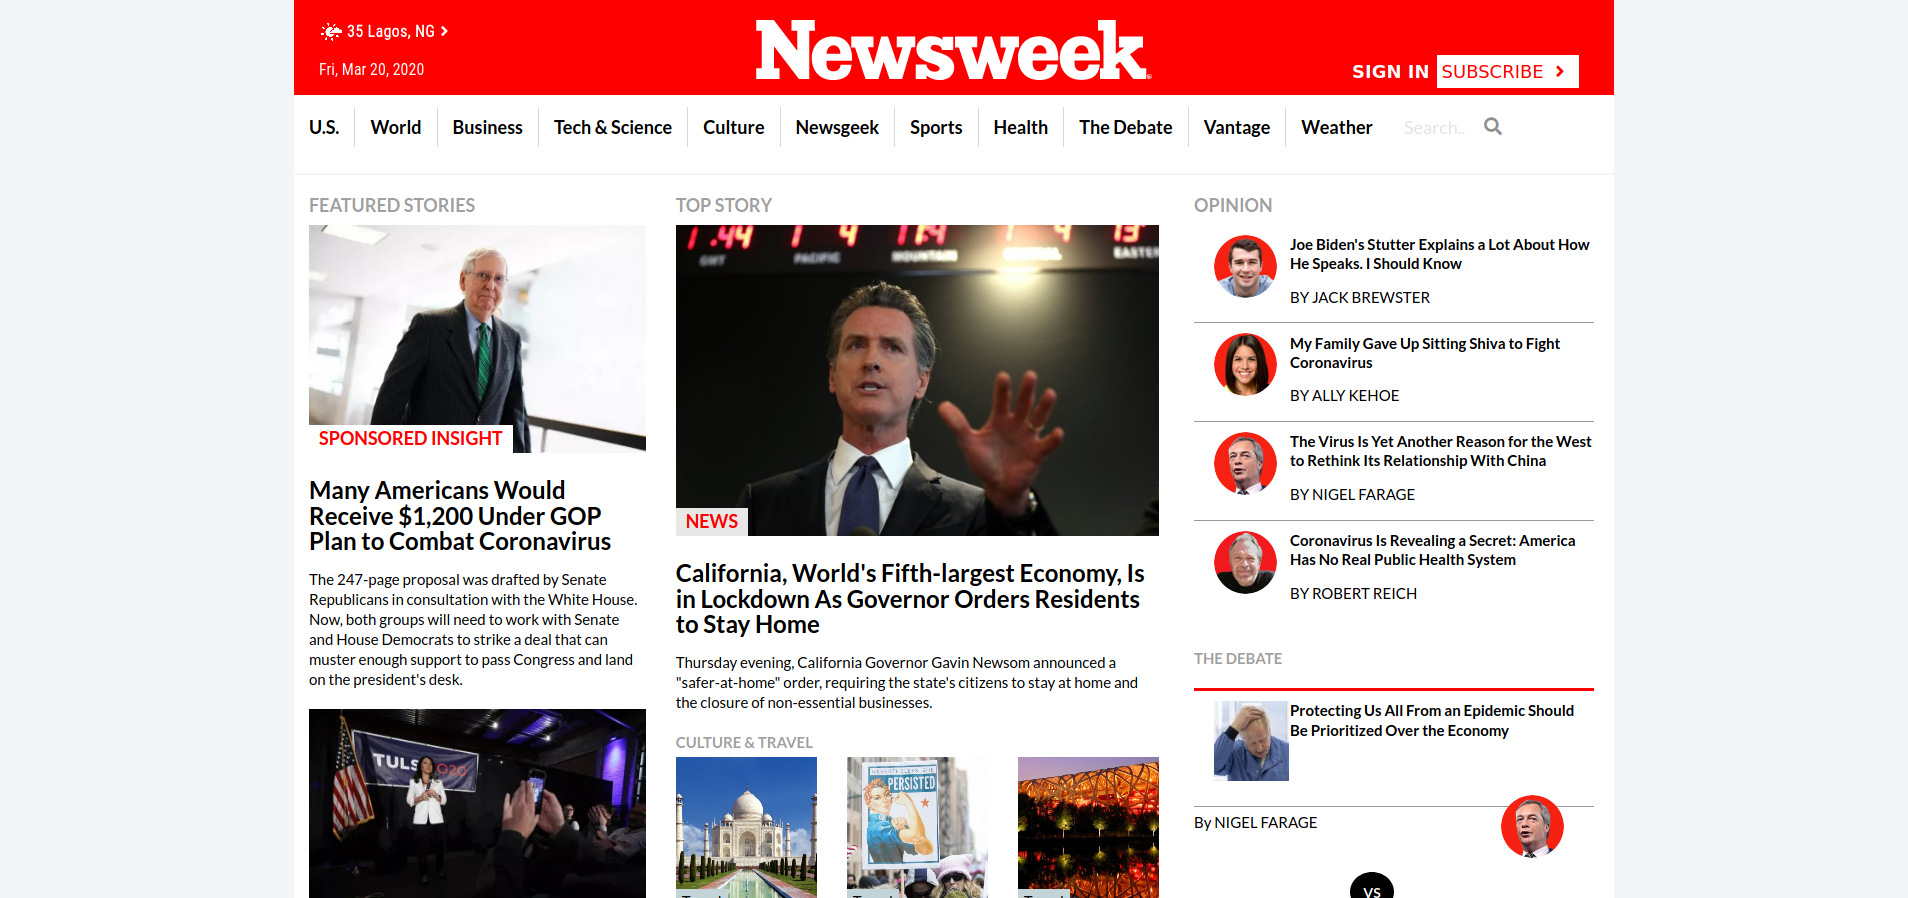 35 Lagos, NG
Fri, Mar 20, 2020
Newsweek
SIGN IN SUBSCRIBE
U.S. World Business Tech & Science Culture Newsgeek Sports Health The Debate Vantage Weather Search..
FEATURED STORIES
SPONSORED INSIGHT
Many Americans Would
Receive $1,200 Under GOP
Plan to Combat Coronavirus
The 247-page proposal was drafted by Senate
Republicans in consultation with the White House.
Now, both groups will need to work with Senate
and House Democrats to strike a deal that can
muster enough support to pass Congress and land
on the president's desk.
TULS
TOP STORY
GMT PACIFIC MOUNTAIN CENTRAL EASTE
NEWS
California, World's Fifth-largest Economy, Is
in Lockdown As Governor Orders Residents
to Stay Home
Thursday evening, California Governor Gavin Newsom announced a
"safer-at-home" order, requiring the state's citizens to stay at home and
the closure of non-essential businesses.
CULTURE & TRAVEL
NEVERTHELESS, SHE
PERSISTED
OPINION
Joe Biden's Stutter Explains a Lot About How
He Speaks. I Should Know
BY JACK BREWSTER
My Family Gave Up Sitting Shiva to Fight
Coronavirus
BY ALLY KEHOE
The Virus Is Yet Another Reason for the West
to Rethink Its Relationship With China
BY NIGEL FARAGE
Coronavirus Is Revealing a Secret: America
Has No Real Public Health System
BY ROBERT REICH
THE DEBATE
Protecting Us All From an Epidemic Should
Be Prioritized Over the Economy
By NIGEL FARAGE
VS